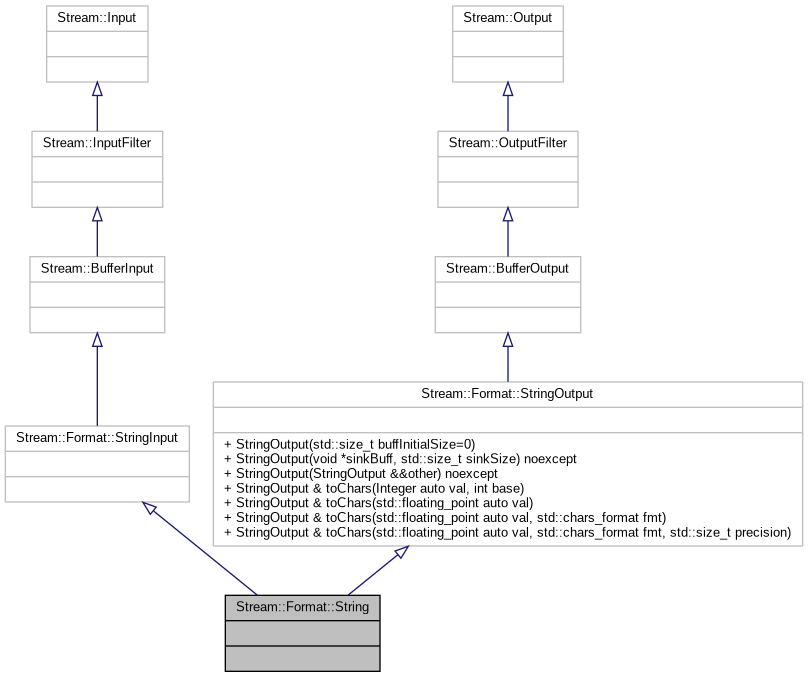 Stream::Input
Stream::Output
Stream::InputFilter
Stream::OutputFilter
Stream::BufferInput
Stream::BufferOutput
Stream::Format::StringInput
Stream::Format::StringOutput
+ StringOutput(std::size_t buffInitialSize=0)
+ StringOutput(void *sinkBuff, std::size_t sinkSize) noexcept
+ StringOutput(StringOutput &&other) noexcept
+ StringOutput & toChars(Integer auto val, int base)
+ StringOutput & toChars(std::floating_point auto val)
+ StringOutput & toChars(std::floating_point auto val, std::chars_format fmt)
+ StringOutput & toChars(std::floating_point auto val, std::chars_format fmt, std::size_t precision)
Stream::Format::String